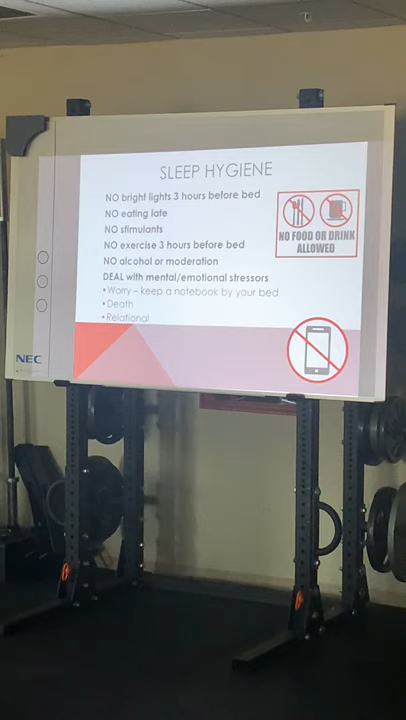 SLEEP HYGIENE
NO bright lights 3 hours before bed
NO eating late
NO stimulants
NO exercise 3 hours before bed
NO alcohol or moderation
DEAL with mental/emotional stressors
• Worry – keep a notebook by your bed
• Death
• Relational
NO FOOD OR DRINK
ALLOWED
NEC